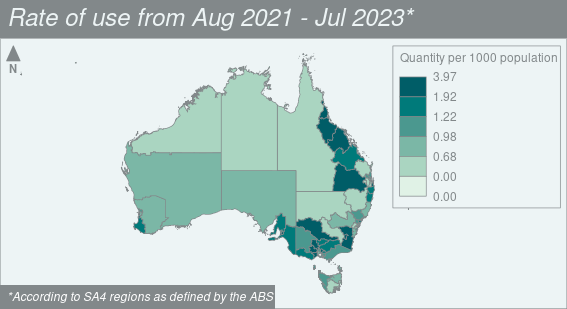 Rate of use from Aug 2021 - Jul 2023*
N
Quantity per 1000 population
3.97
1.92
1.22
0.98
0.68
0.00
0.00
*According to SA4 regions as defined by the ABS